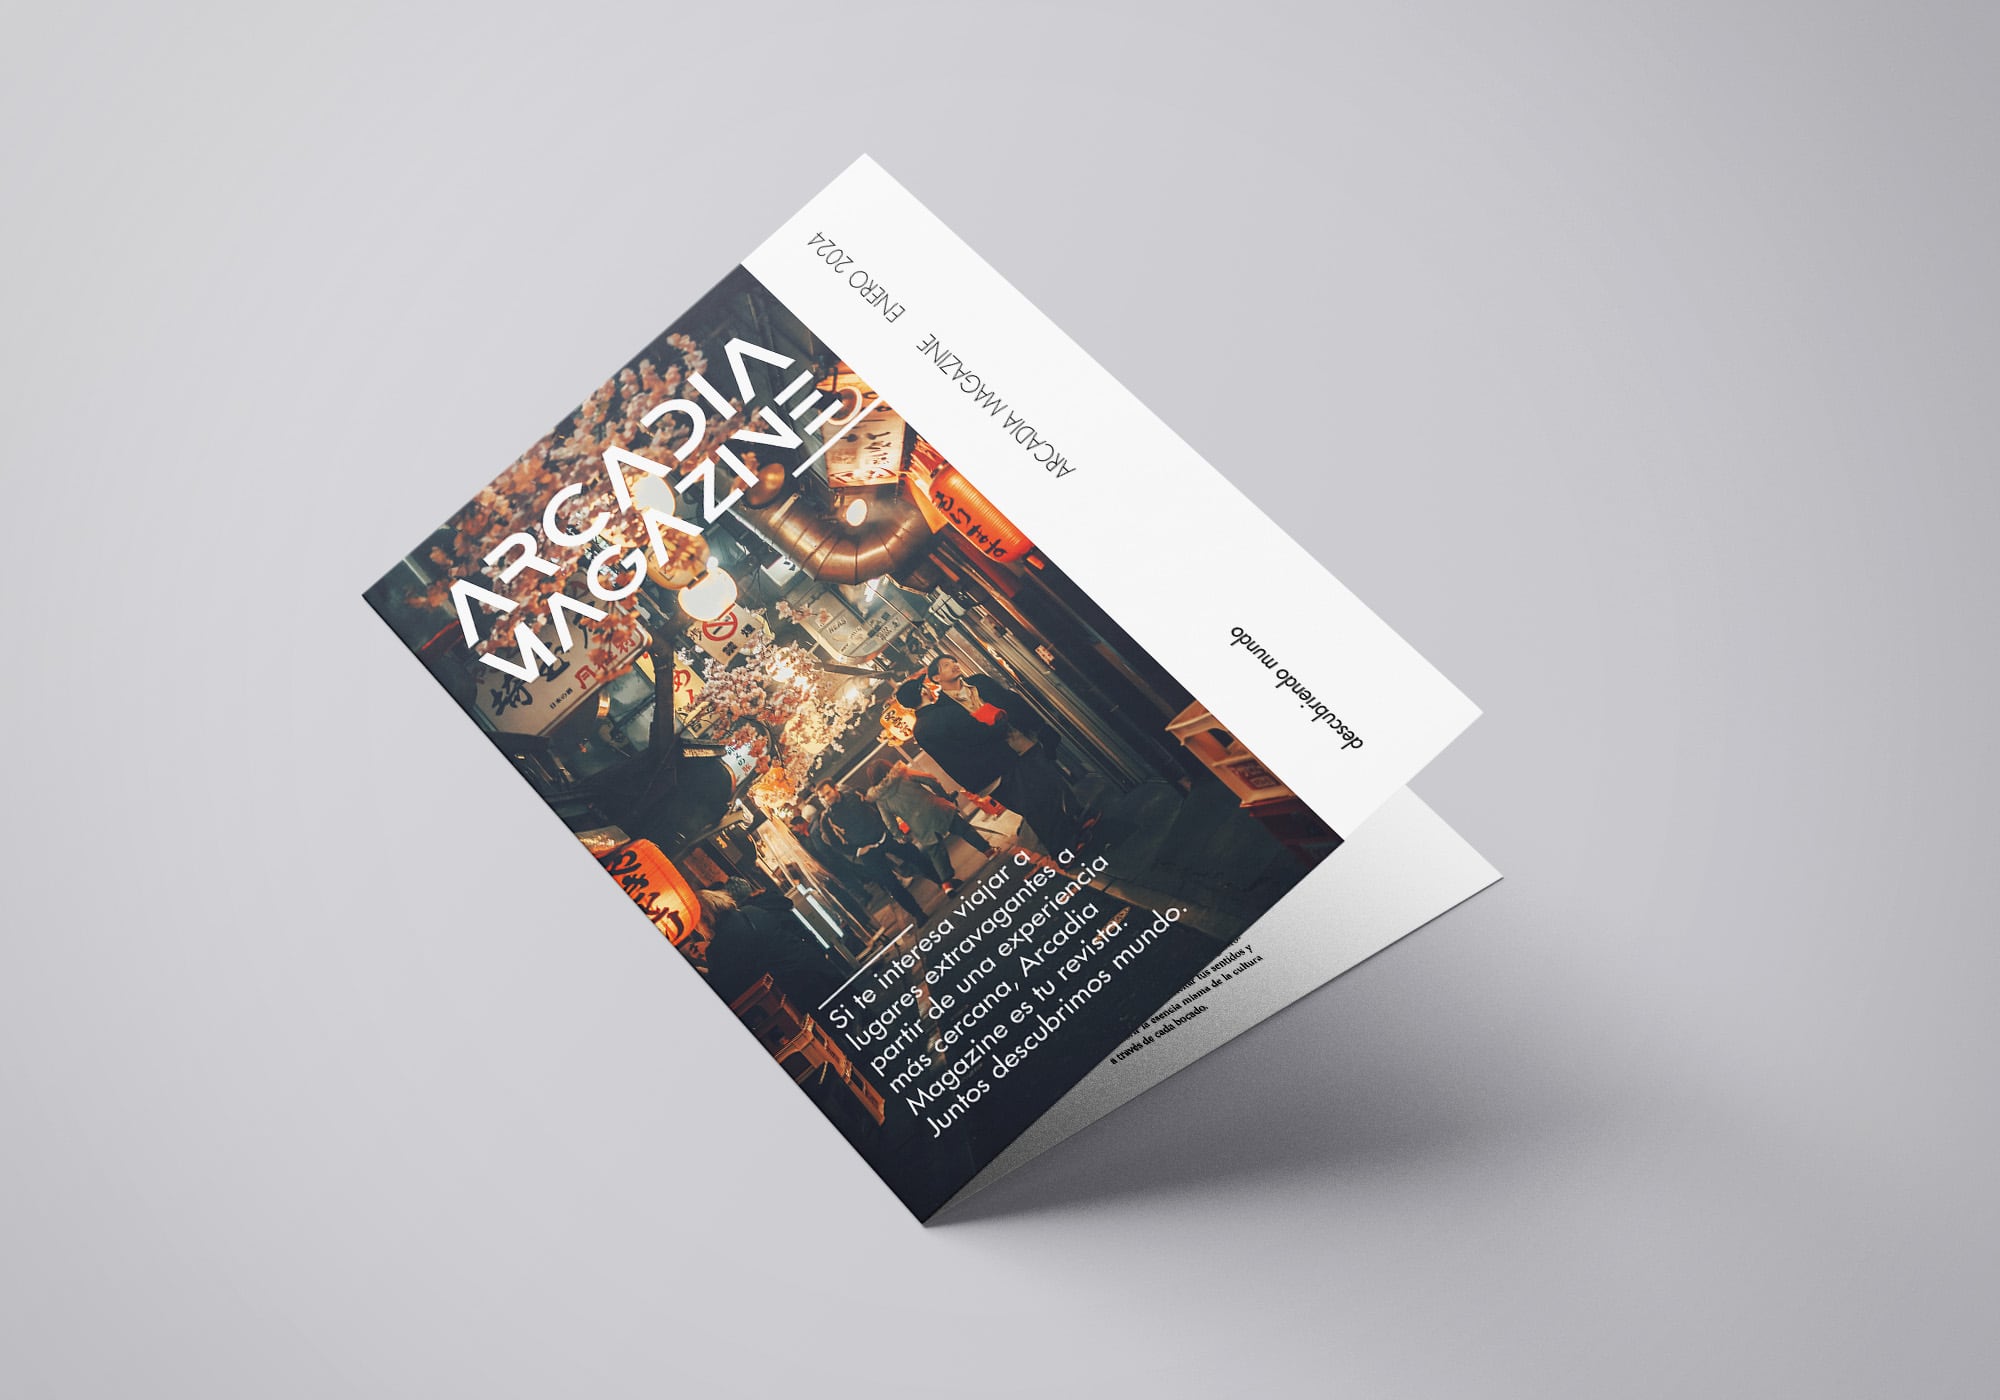 ARCADIA
MAGAZINE
Si te interesa viajar a
lugares extravagantes a
partir de una experiencia
más cercana, Arcadia
Magazine es tu revista.
Juntos descubrimos mundo.
ARCADIA MAGAZINE ENERO 2024
descubriendo mundo
tus sentidos y
la esencia misma de la cultura
a través de cada bocado.